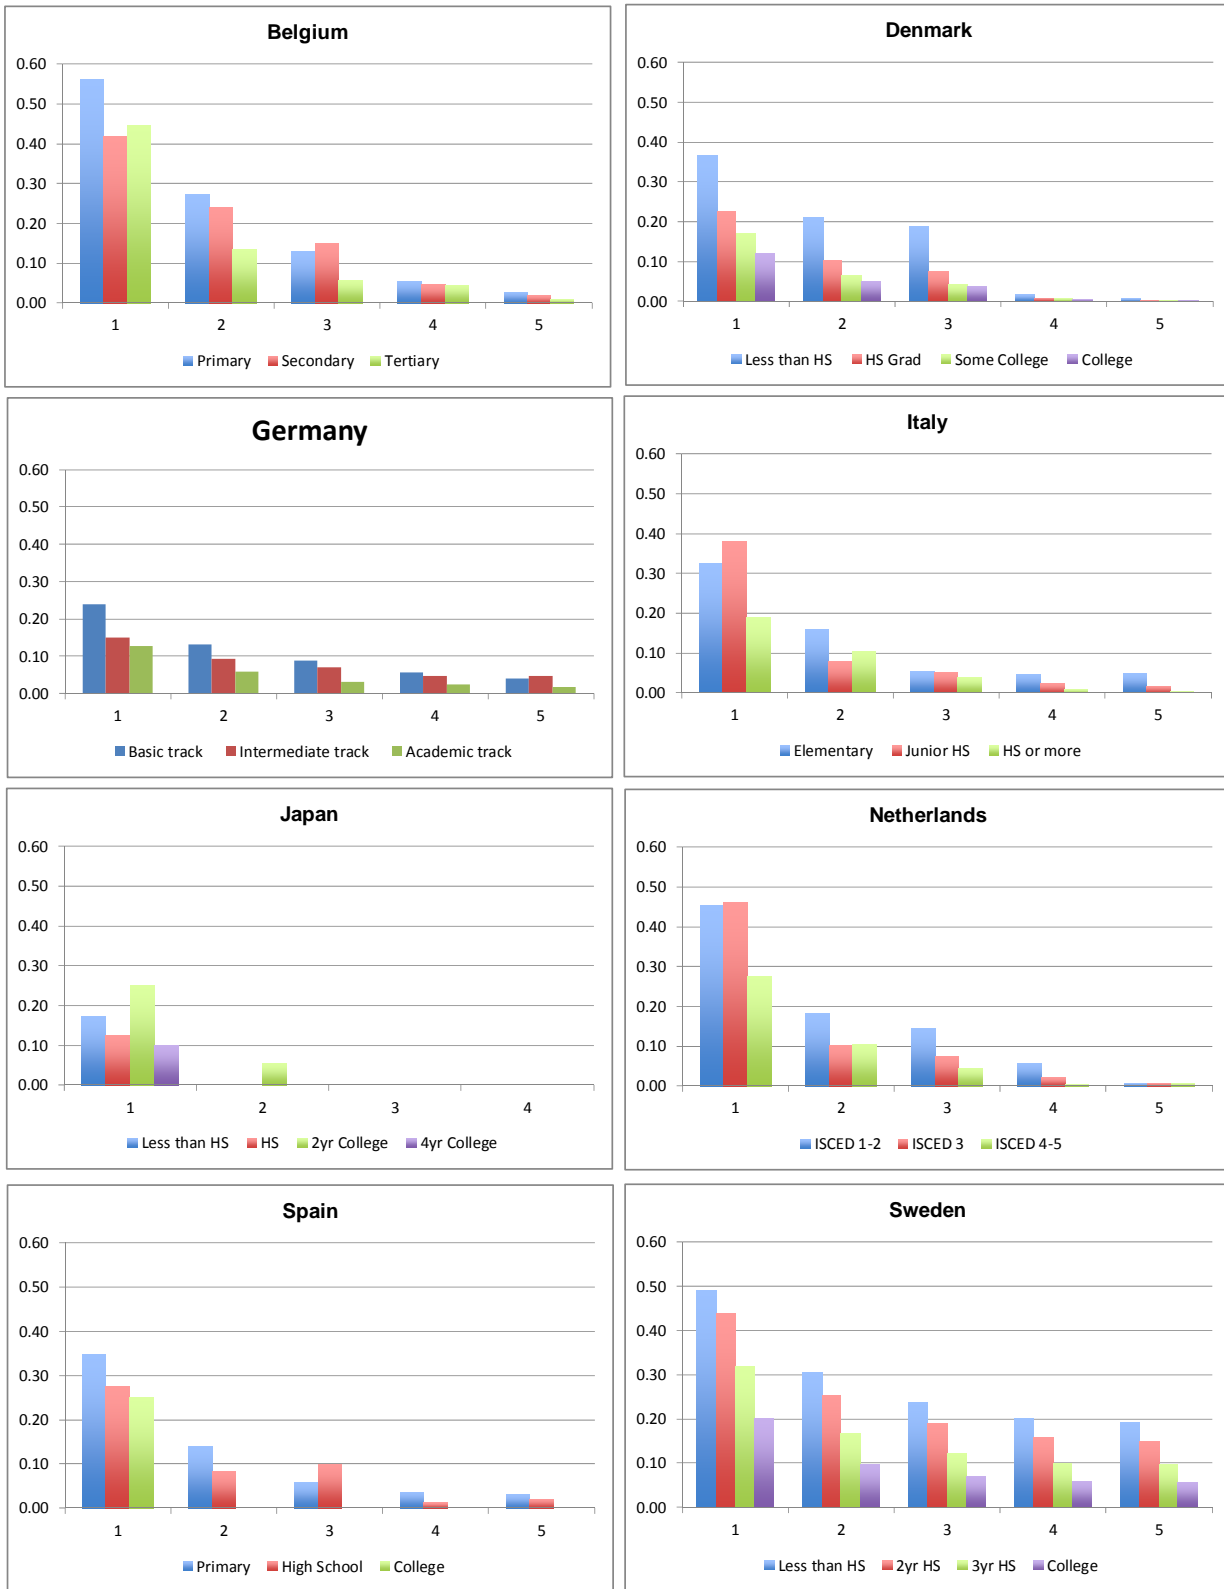 Belgium
0.60
0.50
0.40
0.30
0.20
0.10
0.00
1 2 3 4 5
Primary Secondary Tertiary
Denmark
0.60
0.50
0.40
0.30
0.20
0.10
0.00
1 2 3 4 5
Less than HS HS Grad Some College College
Germany
0.60
0.50
0.40
0.30
0.20
0.10
0.00
1 2 3 4 5
Basic track Intermediate track Academic track
Italy
0.60
0.50
0.40
0.30
0.20
0.10
0.00
1 2 3 4 5
Elementary Junior HS HS or more
Japan
0.60
0.50
0.40
0.30
0.20
0.10
0.00
1 2 3 4
Less than HS HS 2yr College 4yr College
Netherlands
0.60
0.50
0.40
0.30
0.20
0.10
0.00
1 2 3 4 5
ISCED 1-2 ISCED 3 ISCED 4-5
Spain
0.60
0.50
0.40
0.30
0.20
0.10
0.00
1 2 3 4 5
Primary High School College
Sweden
0.60
0.50
0.40
0.30
0.20
0.10
0.00
1 2 3 4 5
Less than HS 2yr HS 3yr HS College